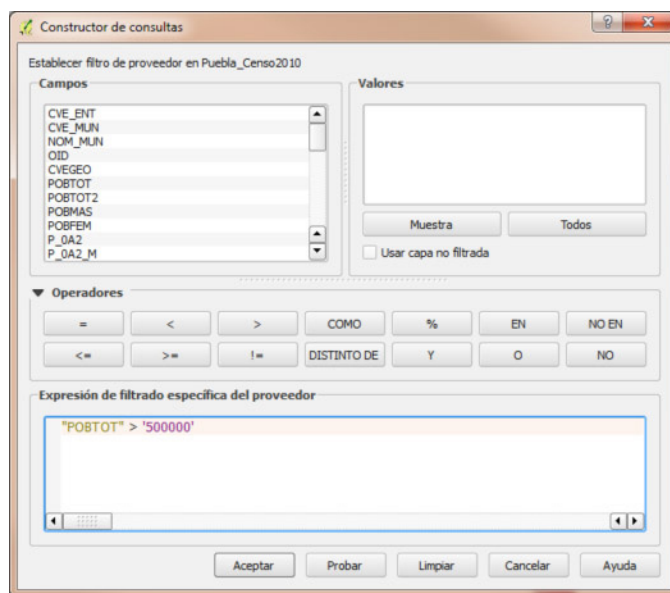 Constructor de consultas
Establecer filtro de proveedor en Puebla_Censo2010
Campos
CVE_ENT
CVE_MUN
NOM_MUN
OID
CVEGEO
POBTOT
POBTOT2
POBMAS
POBFEM
P_0A2
P_0A2_M
Valores
Muestra
Todos
Usar capa no filtrada
Operadores
= < > COMO % EN NO EN
<= >= != DISTINTO DE Y O NO
Expresión de filtrado específica del proveedor
"POBTOT" > '500000'
Aceptar Probar Limpiar Cancelar Ayuda